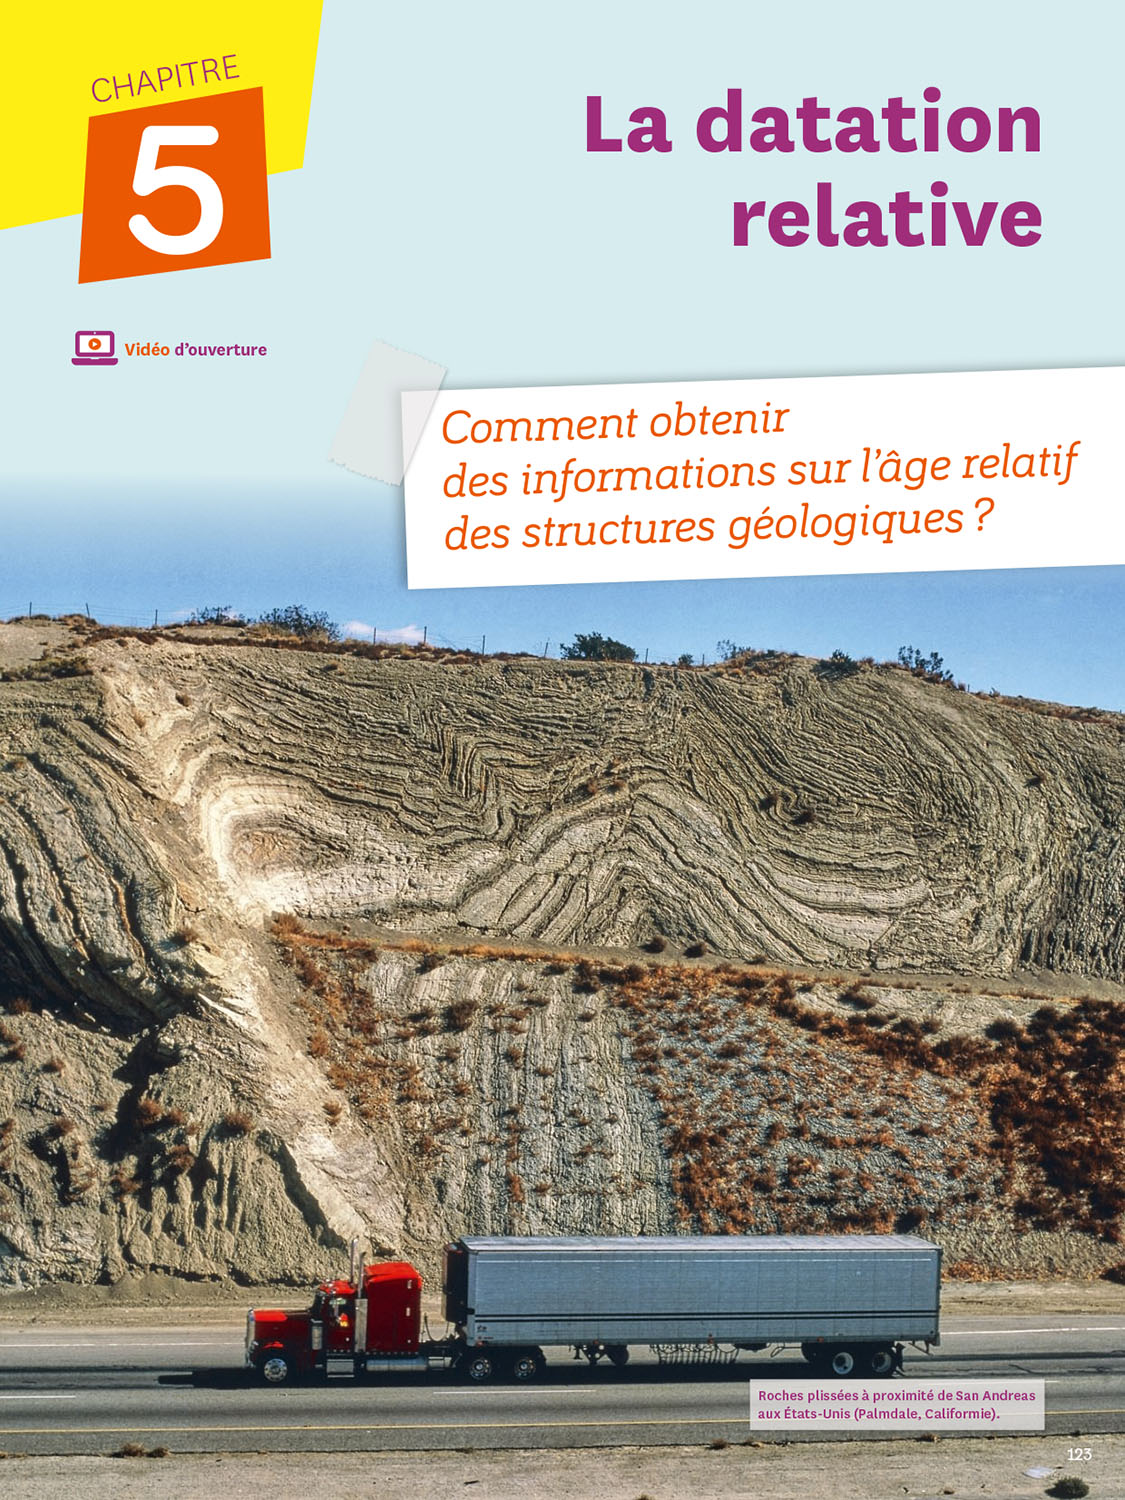 CHAPITRE
5
La datation
relative
Vidéo d'ouverture
Comment obtenir
des informations sur l'âge relatif
des structures géologiques ?
Roches plissées à proximité de San Andreas
aux États-Unis (Palmdale, Californie).
123